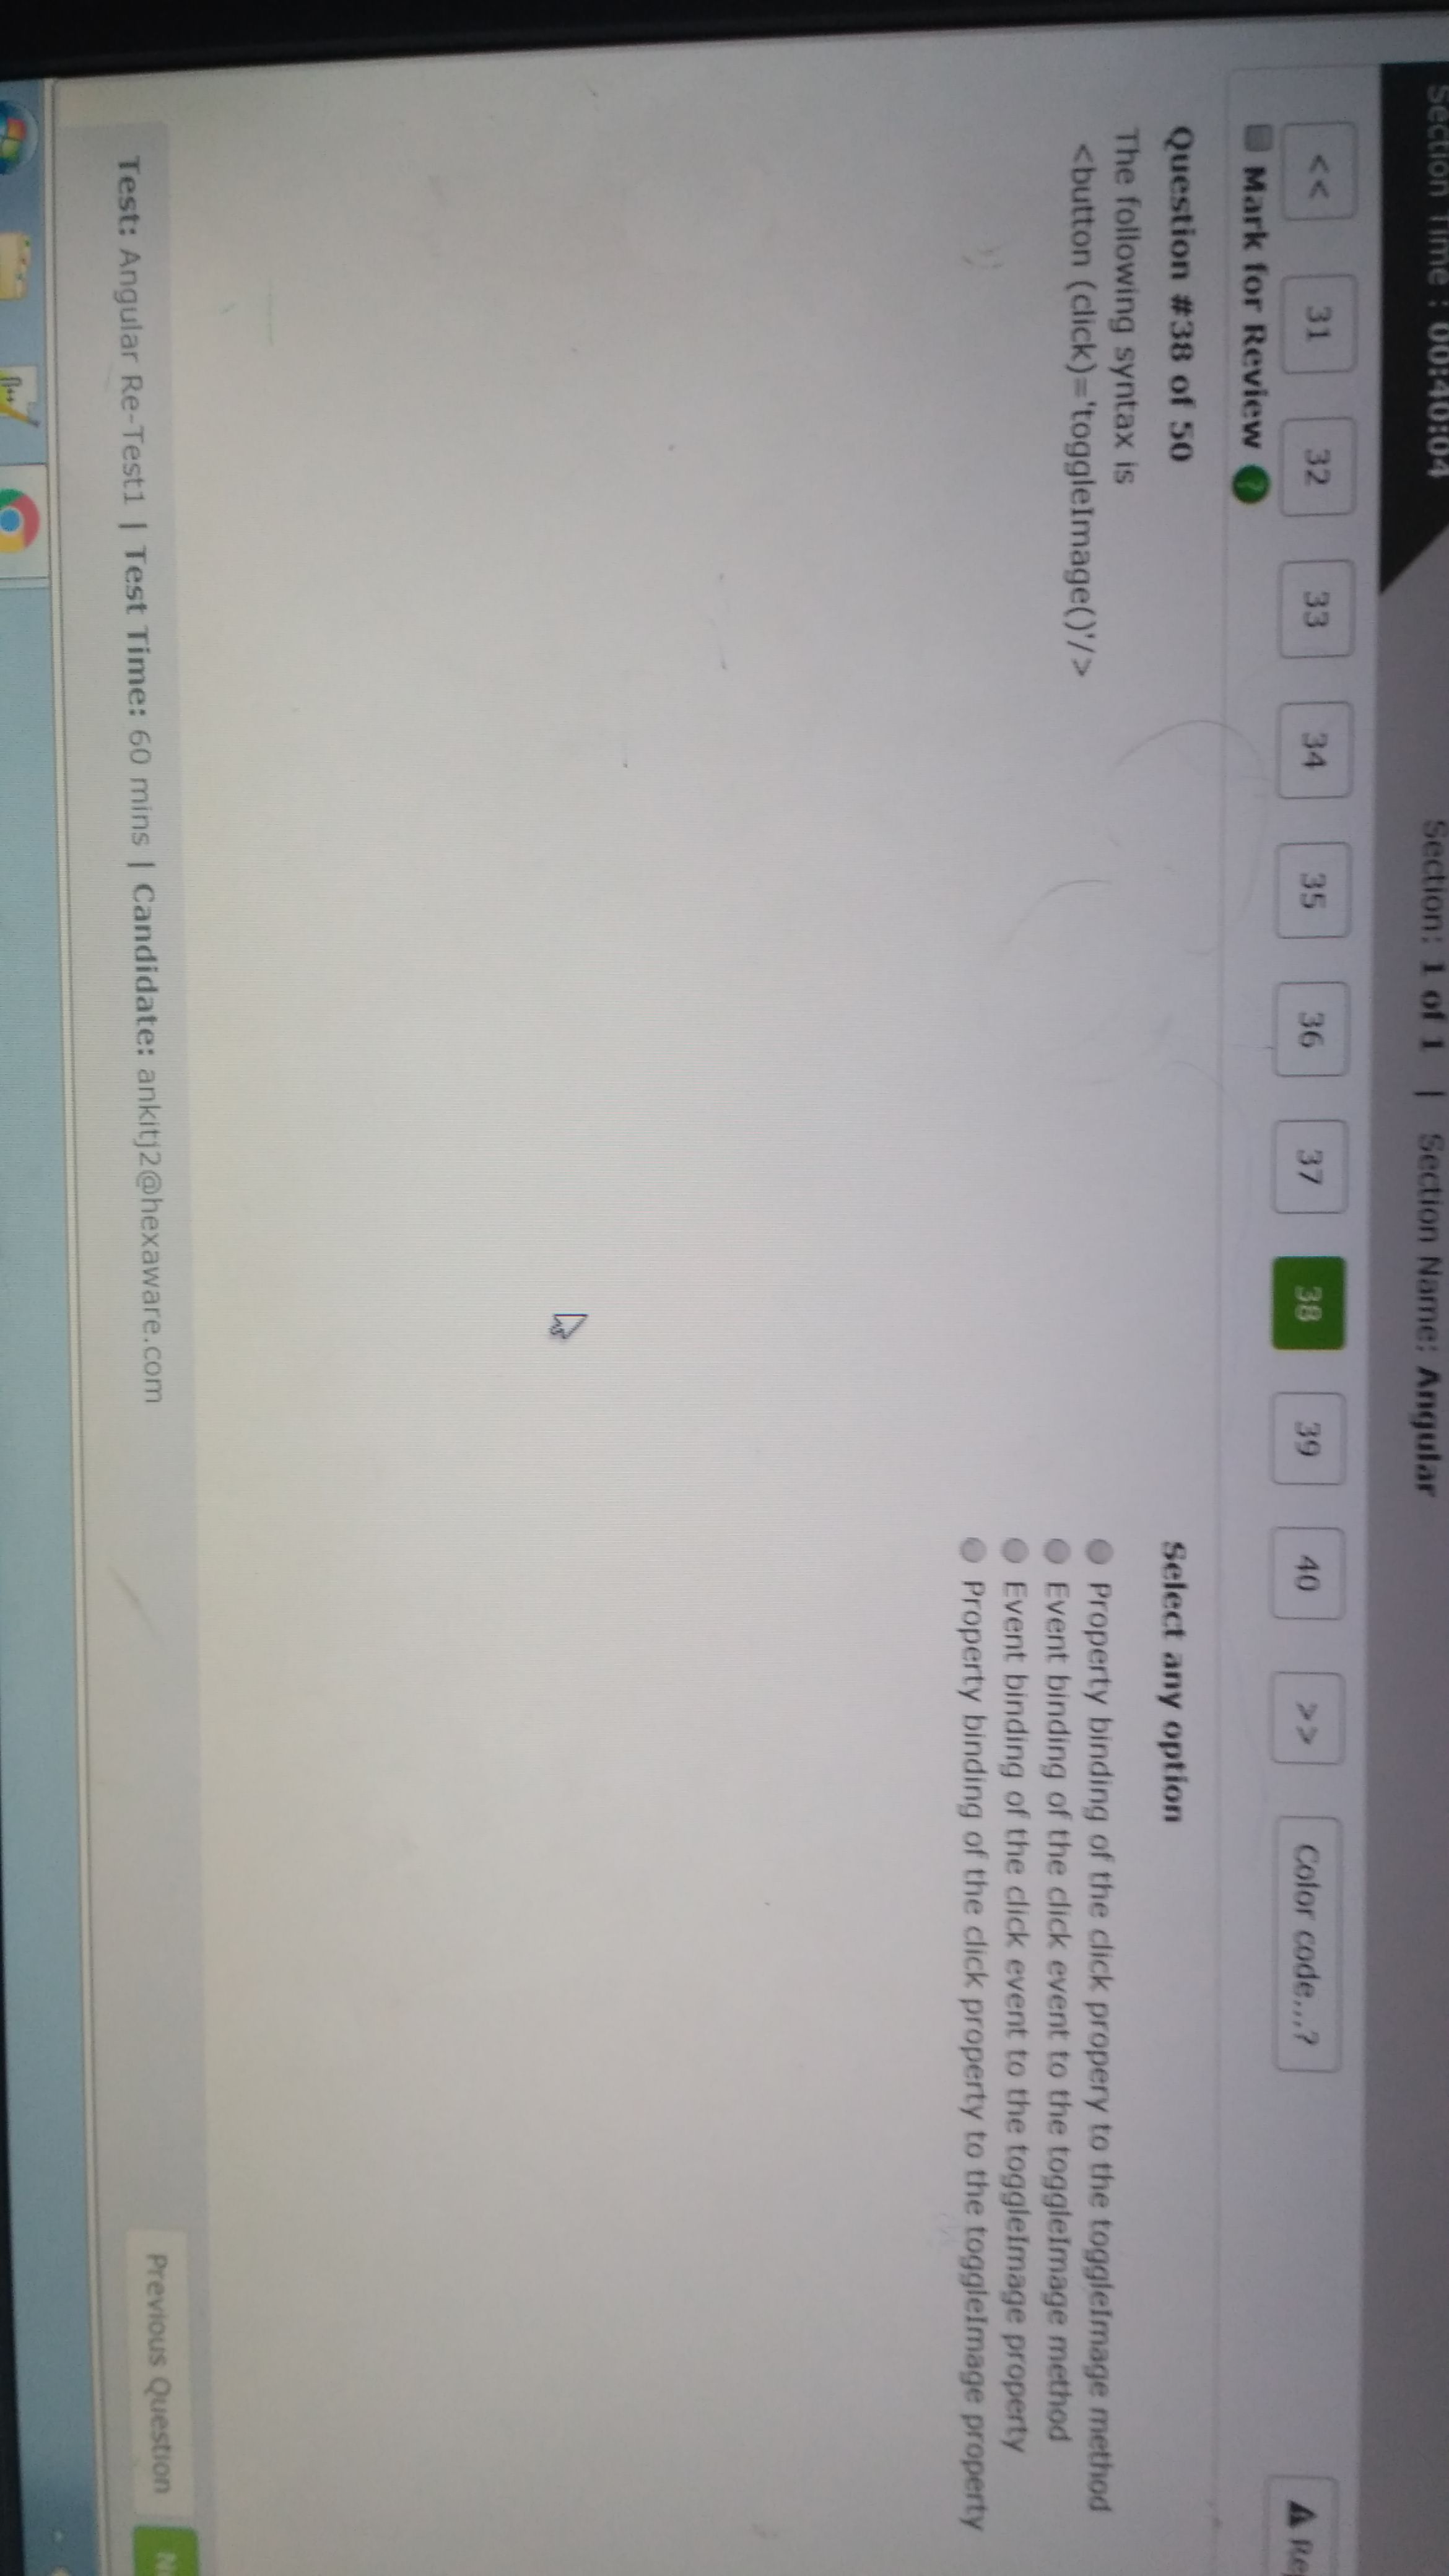 Section Time : 00:40:04
Section: 1 of 1 | Section Name: Angular
<< 31 32 33 34 35 36 37 38 39 40 >> Color code...?
Mark for Review ?
Question #38 of 50
The following syntax is
<button (click)='toggleImage()'/>
Select any option
Property binding of the click propery to the toggleImage method
Event binding of the click event to the toggleImage method
Event binding of the click event to the toggleImage property
Property binding of the click property to the toggleImage property
Test: Angular Re-Test1 | Test Time: 60 mins | Candidate: ankitj2@hexaware.com
Previous Question